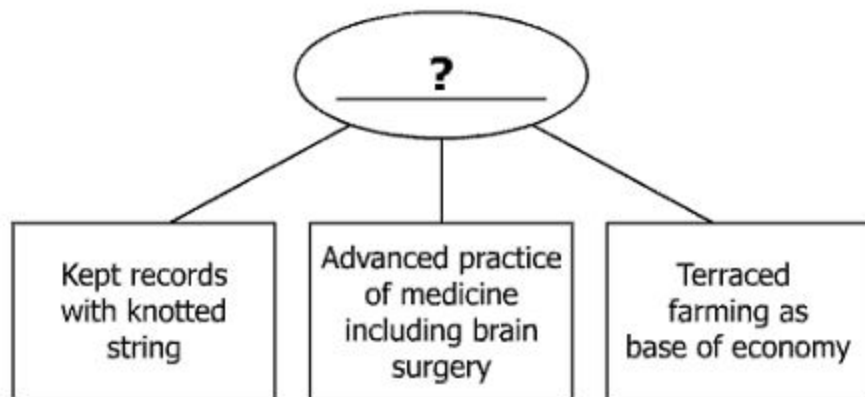 ?
Kept records
with knotted
string
Advanced practice
of medicine
including brain
surgery
Terraced
farming as
base of economy